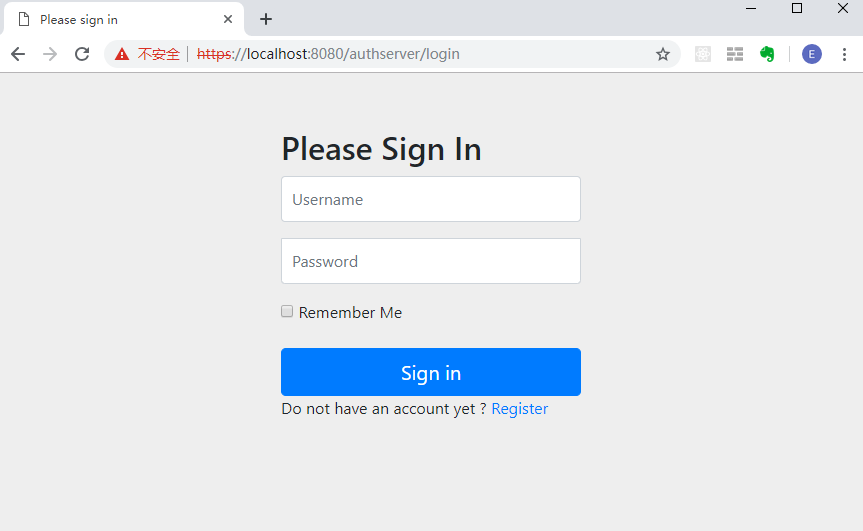 Please sign in
不安全 https://localhost:8080/authserver/login
E
Please Sign In
Username
Password
Remember Me
Sign in
Do not have an account yet ? Register